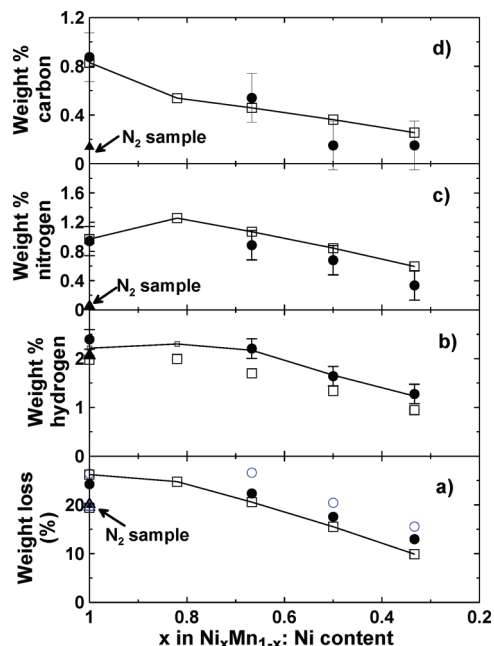 1.2
0.8
0.4
0
Weight %
carbon
d)
N2 sample
1.6
1.2
0.8
0.4
0
Weight %
nitrogen
c)
N2 sample
2
1
0
Weight %
hydrogen
b)
20
10
0
Weight loss
(%)
a)
N2 sample
1
0.8
0.6
0.4
0.2
x in NixMn1-x: Ni content